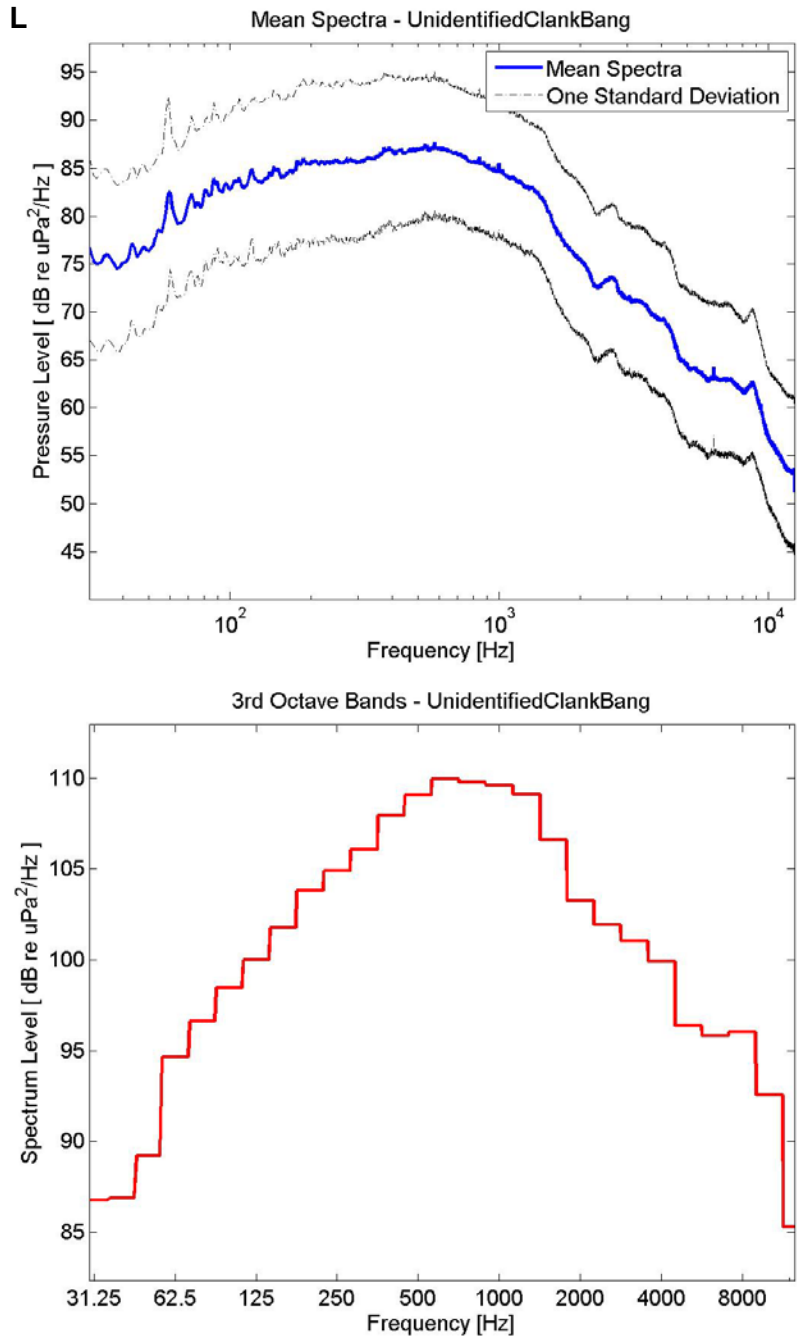 L
Mean Spectra - UnidentifiedClankBang
Mean Spectra
One Standard Deviation
Pressure Level [ dB re uPa²/Hz]
95
90
85
80
75
70
65
60
55
50
45
10² 10³ 10⁴
Frequency [Hz]
3rd Octave Bands - UnidentifiedClankBang
Spectrum Level [ dB re uPa²/Hz]
110
105
100
95
90
85
31.25 62.5 125 250 500 1000 2000 4000 8000
Frequency [Hz]